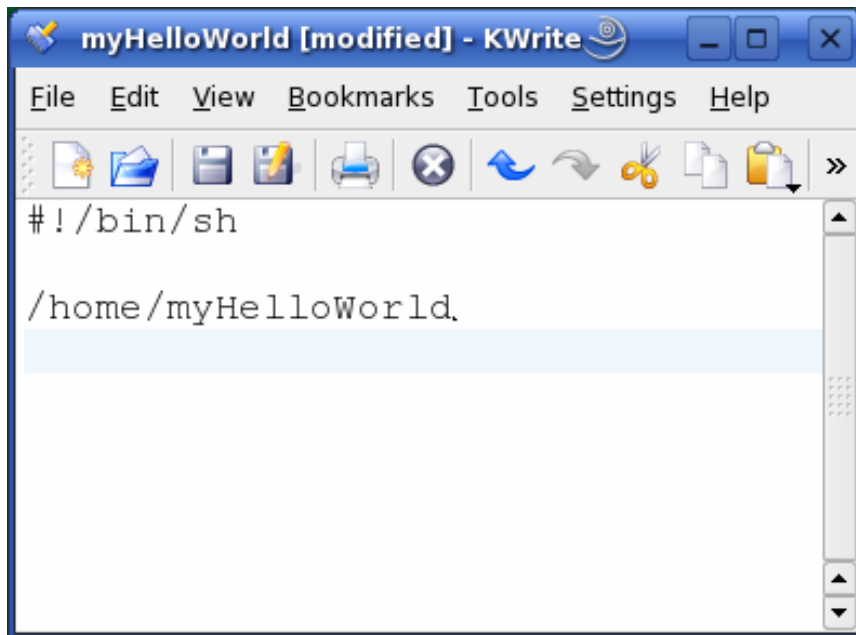 myHelloWorld [modified] - KWrite
File Edit View Bookmarks Tools Settings Help
#!/bin/sh
/home/myHelloWorld